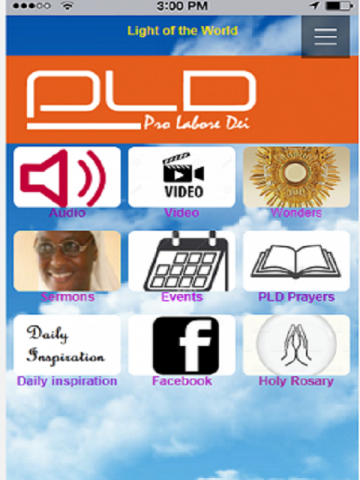 3:00 PM
Light of the World
PLD
Pro Labore Dei
VIDEO
Audio
Video
Wonders
Sermons
Events
PLD Prayers
Daily
Inspiration
f
Daily inspiration
Facebook
Holy Rosary